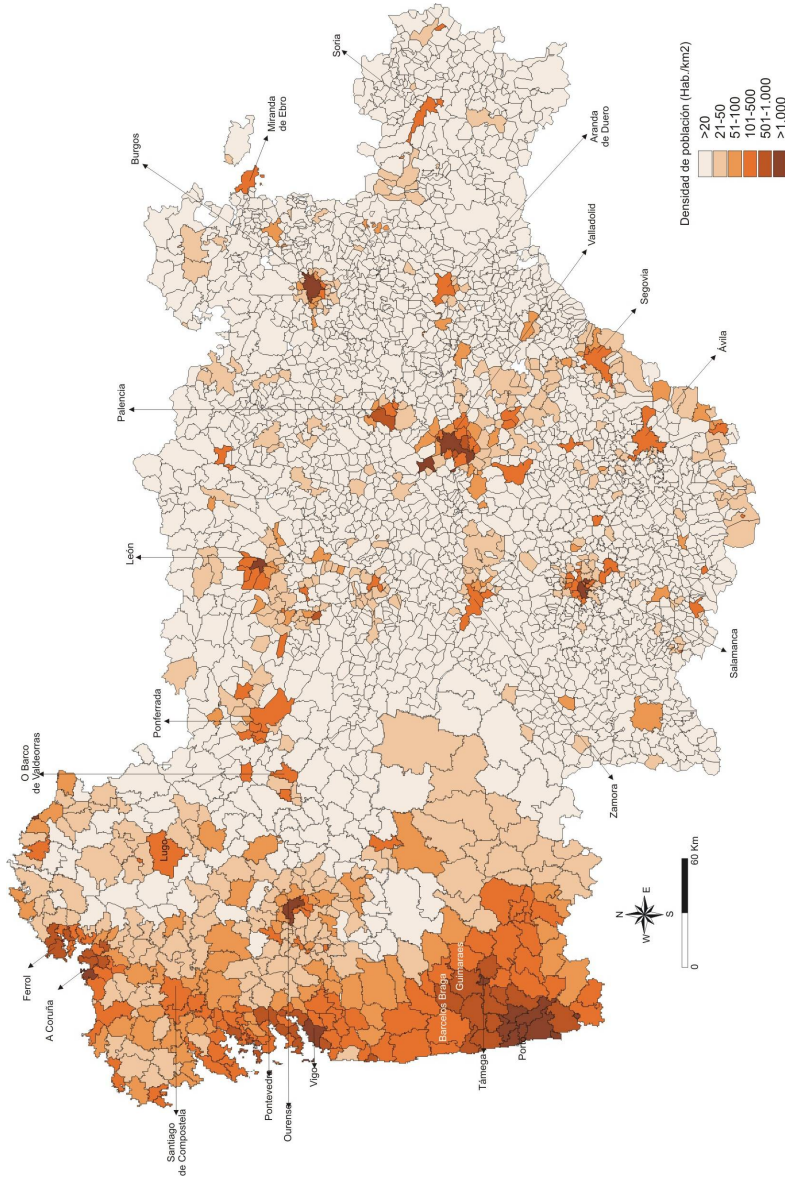 Soria
Miranda
de Ebro
Burgos
Aranda
de Duero
Palencia
Valladolid
Segovia
León
Ávila
Ponferrada
O Barco
de Valdeorras
Salamanca
Zamora
Lugo
Ferrol
A Coruña
Santiago
de Compostela
Pontevedra
Ourense
Vigo
Barcelos Braga
Guimaraes
Támega
Porto
N
W
E
S
0
60 Km
Densidad de población (Hab./km2)
>20
21-50
51-100
101-500
501-1.000
>1.000